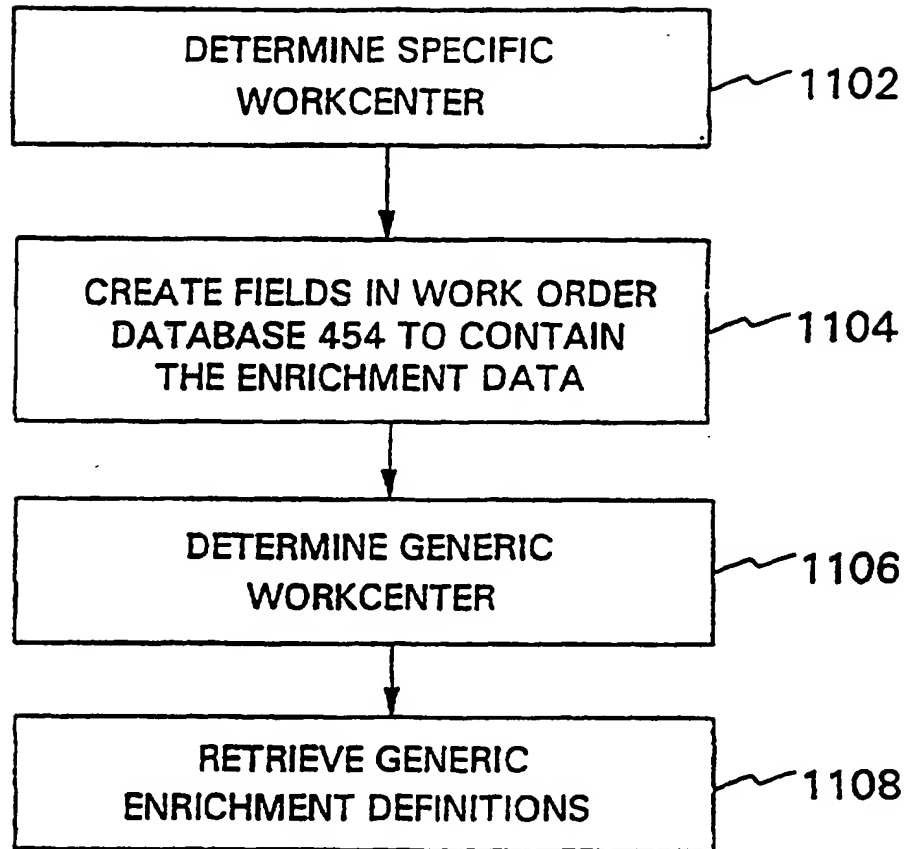 DETERMINE SPECIFIC
WORKCENTER
1102
CREATE FIELDS IN WORK ORDER
DATABASE 454 TO CONTAIN
THE ENRICHMENT DATA
1104
DETERMINE GENERIC
WORKCENTER
1106
RETRIEVE GENERIC
ENRICHMENT DEFINITIONS
1108